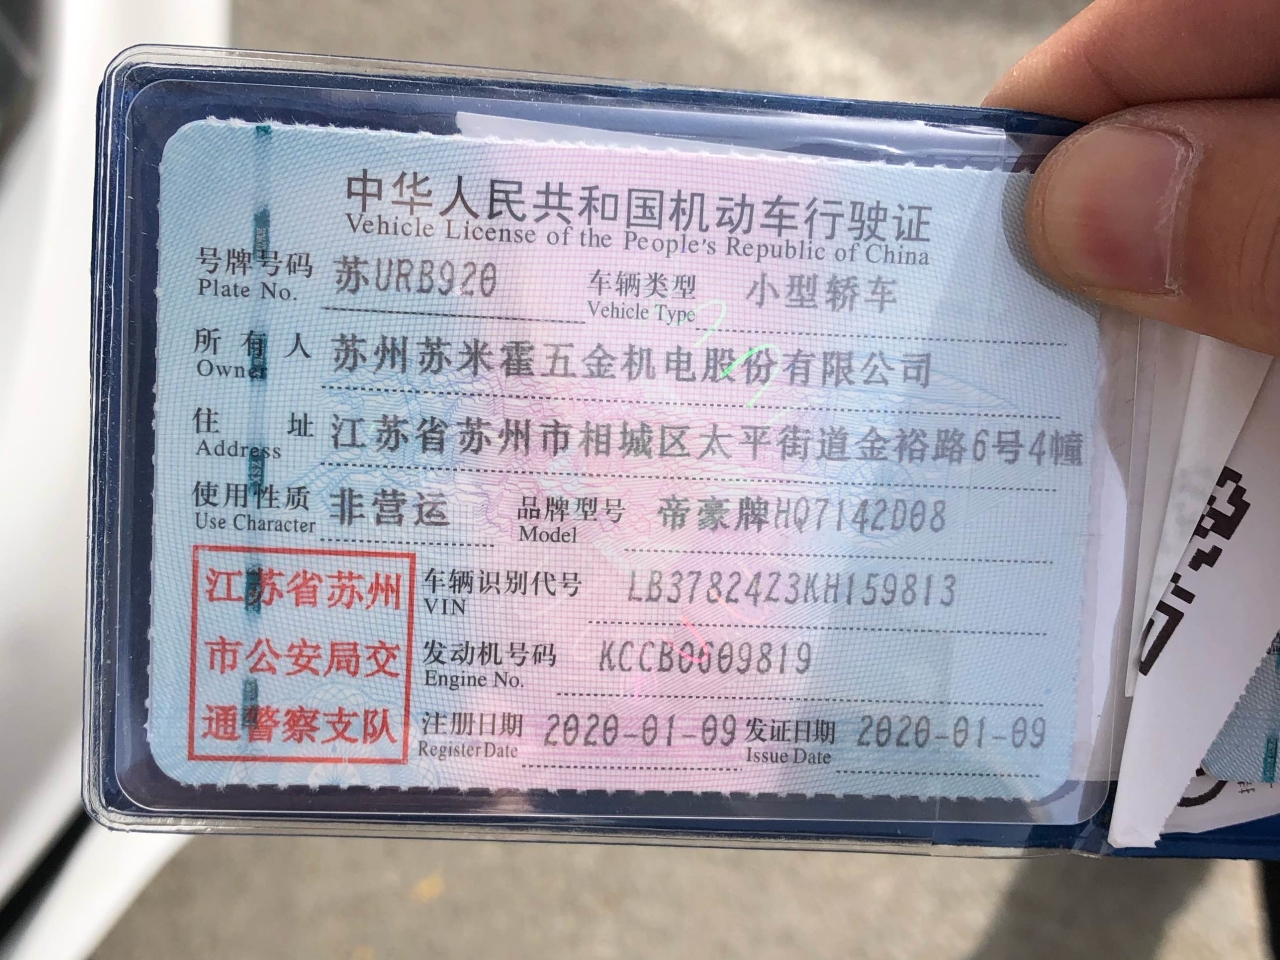 中华人民共和国机动车行驶证
Vehicle License of the People's Republic of China
号牌号码 苏URB920 车辆类型 小型轿车
Plate No. Vehicle Type
所有人 苏州苏米霍五金机电股份有限公司
Owner
住址 江苏省苏州市相城区太平街道金裕路6号4幢
Address
使用性质 非营运 品牌型号 帝豪牌HQ7142D08
Use Character Model
江苏省苏州
市公安局交
通警察支队
车辆识别代号 LB37824Z3KH159813
VIN
发动机号码 KCCB0009819
Engine No.
注册日期 2020-01-09 发证日期 2020-01-09
Register Date Issue Date